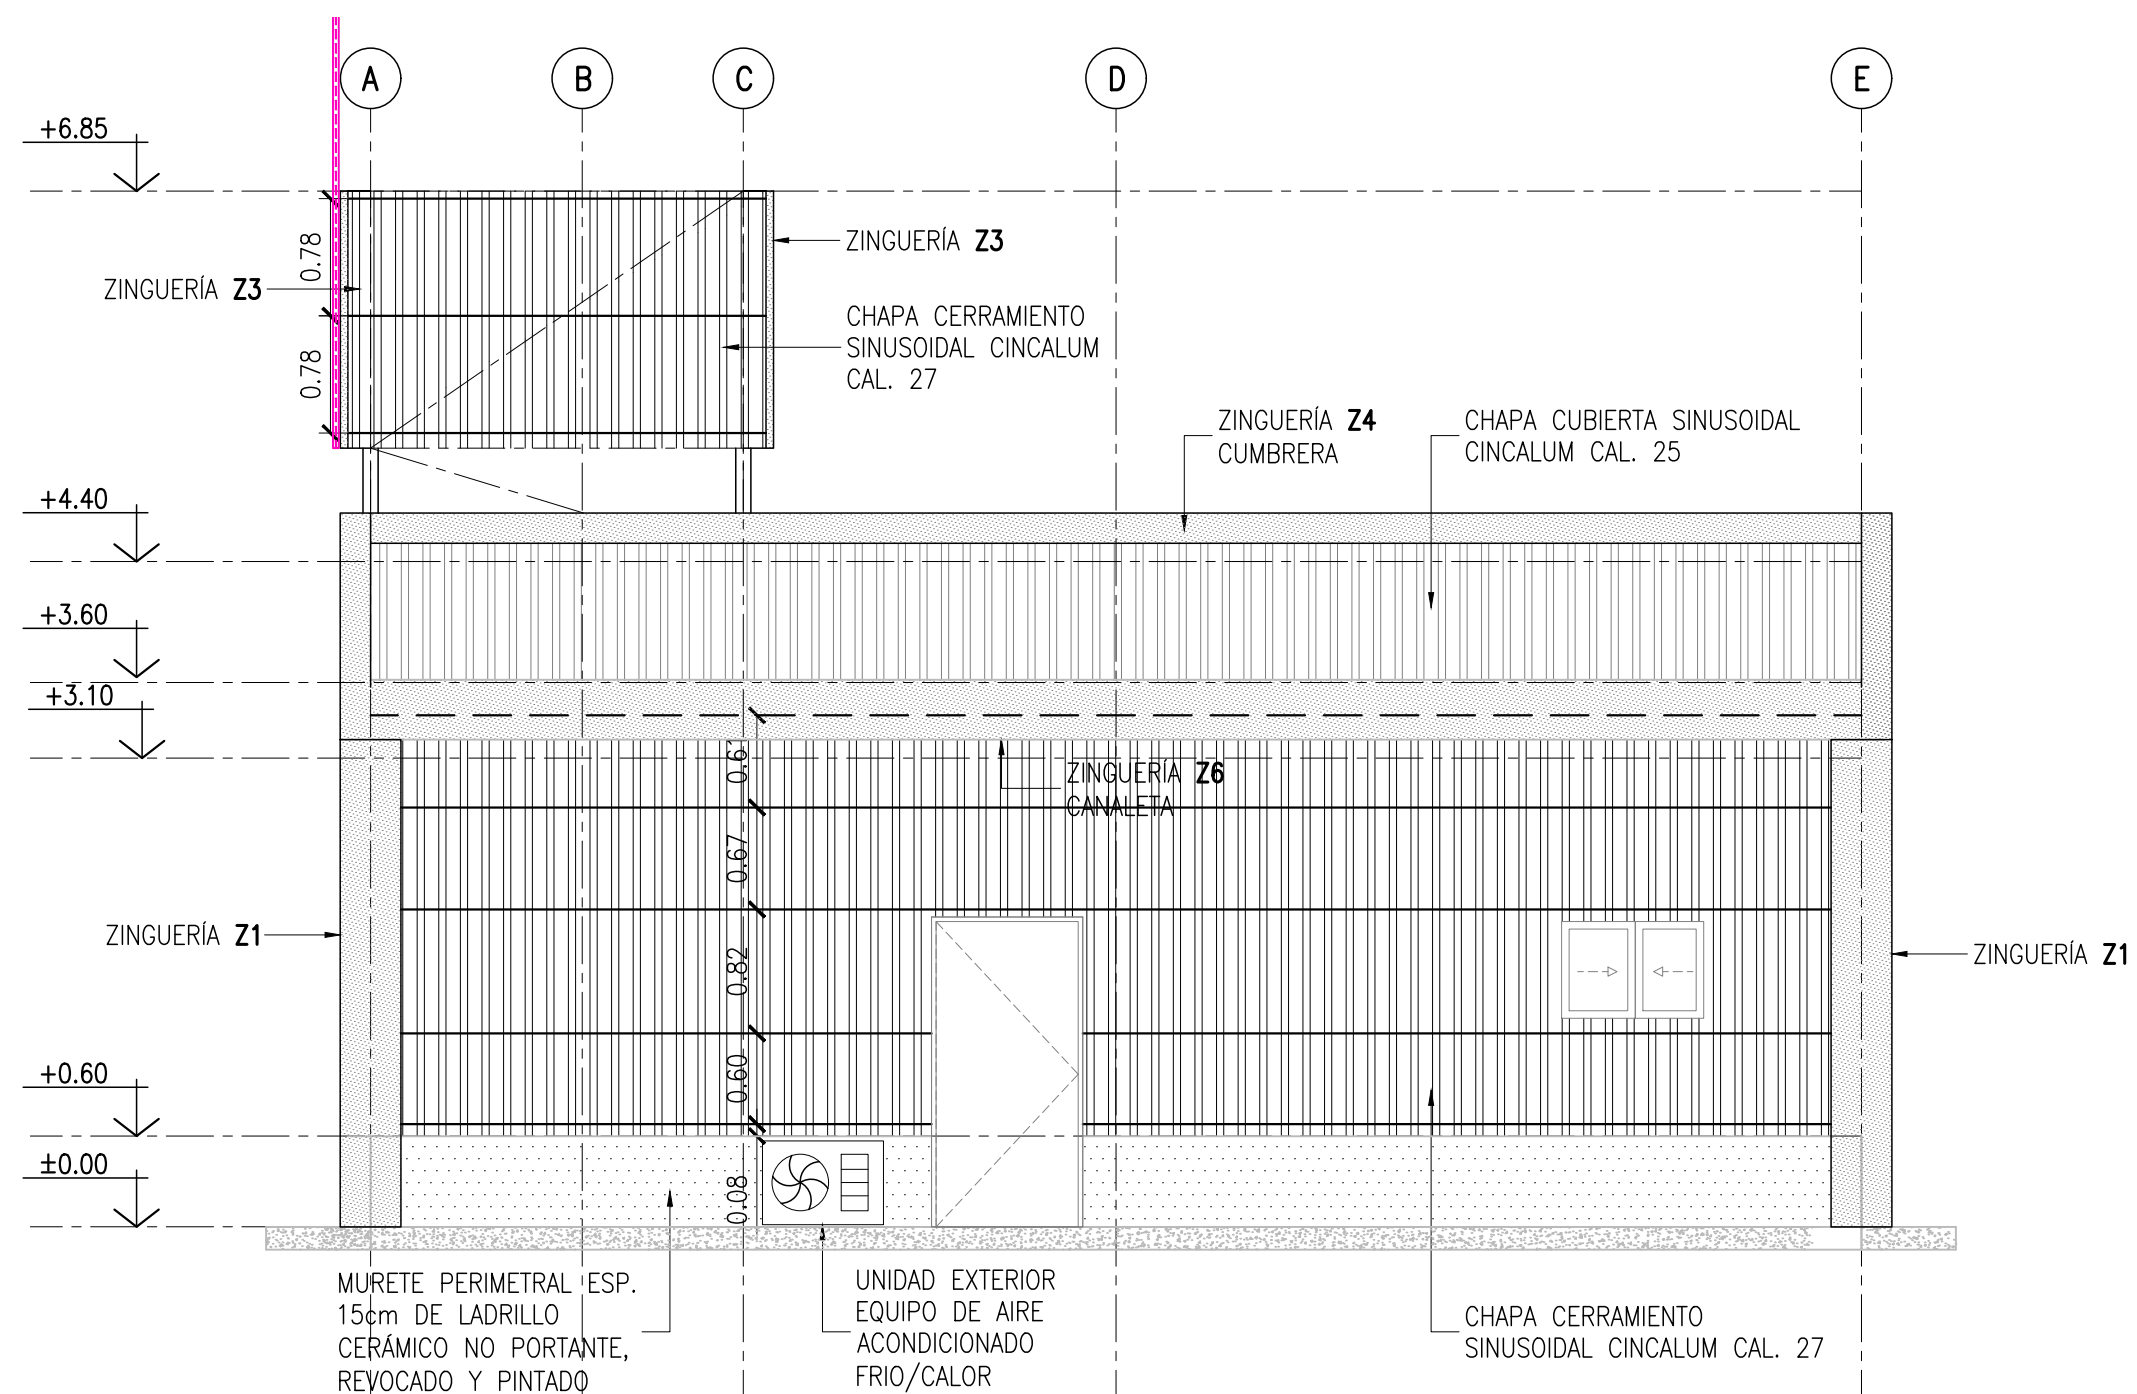 A
B
C
D
E
+6.85
0.78
ZINGUERÍA Z3
ZINGUERÍA Z3
0.78
CHAPA CERRAMIENTO
SINUSOIDAL CINCALUM
CAL. 27
ZINGUERÍA Z4
CUMBRERA
CHAPA CUBIERTA SINUSOIDAL
CINCALUM CAL. 25
+4.40
+3.60
+3.10
ZINGUERÍA Z6
CANALETA
0.67
0.82
0.60
0.08
ZINGUERÍA Z1
ZINGUERÍA Z1
+0.60
±0.00
MURETE PERIMETRAL ESP.
15cm DE LADRILLO
CERÁMICO NO PORTANTE,
REVOCADO Y PINTADO
UNIDAD EXTERIOR
EQUIPO DE AIRE
ACONDICIONADO
FRIO/CALOR
CHAPA CERRAMIENTO
SINUSOIDAL CINCALUM CAL. 27